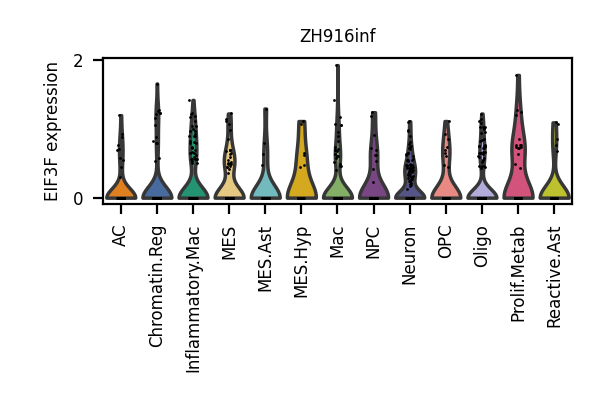 ZH916inf
EIF3F expression
2
0
AC
Chromatin.Reg
Inflammatory.Mac
MES
MES.Ast
MES.Hyp
Mac
NPC
Neuron
OPC
Oligo
Prolif.Metab
Reactive.Ast